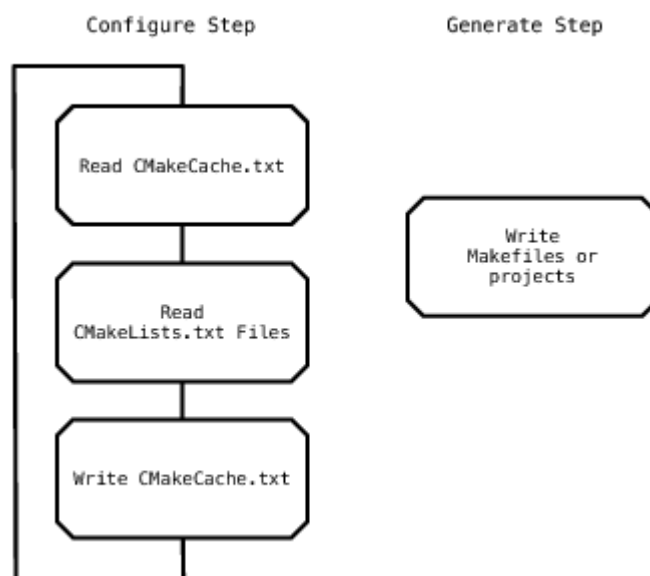 Configure Step
Generate Step
Read CMakeCache.txt
Read
CMakeLists.txt Files
Write CMakeCache.txt
Write
Makefiles or
projects